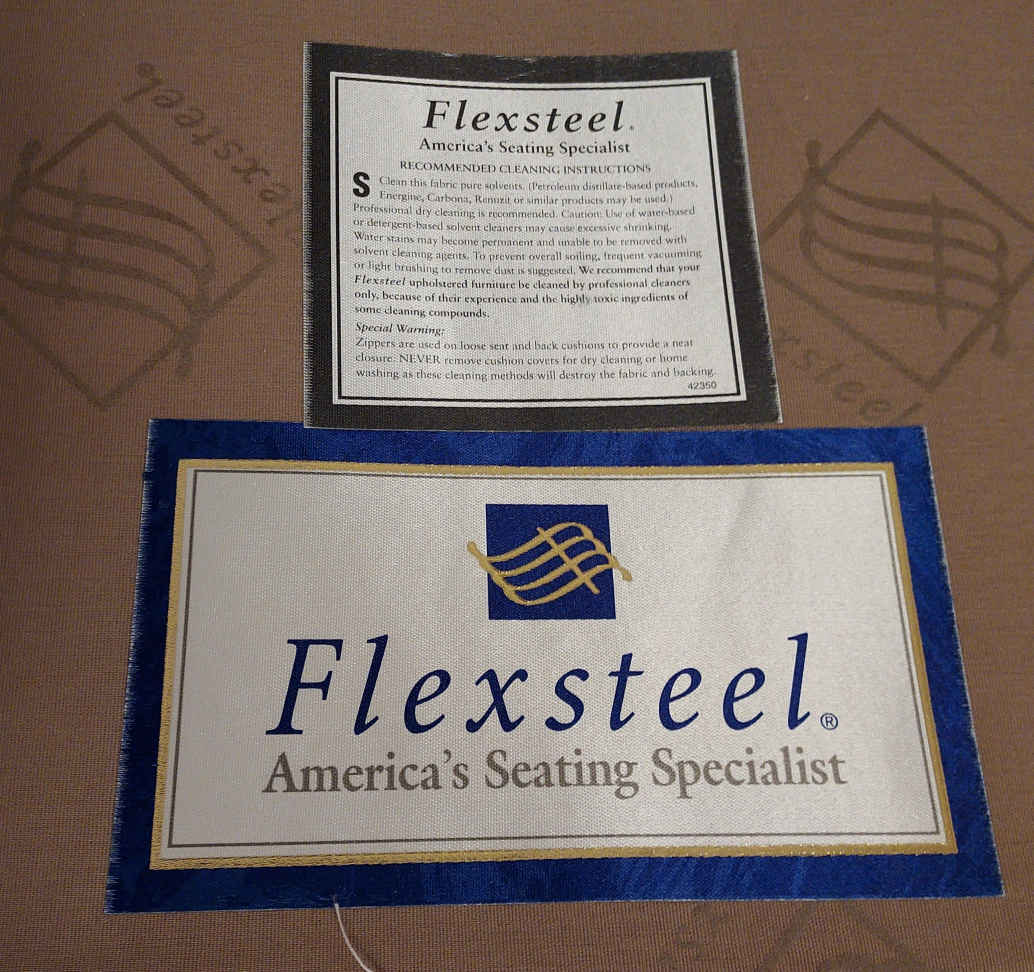 Flexsteel.
America's Seating Specialist
RECOMMENDED CLEANING INSTRUCTIONS
S Clean this fabric pure solvents. (Petroleum distillate-based products,
Energine, Carbona, Renuzit or similar products may be used.)
Professional dry cleaning is recommended. Caution: Use of water-based
or detergent-based solvent cleaners may cause excessive shrinking.
Water stains may become permanent and unable to be removed with
solvent cleaning agents. To prevent overall soiling, frequent vacuuming
or light brushing to remove dust is suggested. We recommend that your
Flexsteel upholstered furniture be cleaned by professional cleaners
only, because of their experience and the highly toxic ingredients of
some cleaning compounds.
Special Warning:
Zippers are used on loose seat and back cushions to provide a neat
closure. NEVER remove cushion covers for dry cleaning or home
washing as these cleaning methods will destroy the fabric and backing.
42350
Flexsteel®
America's Seating Specialist